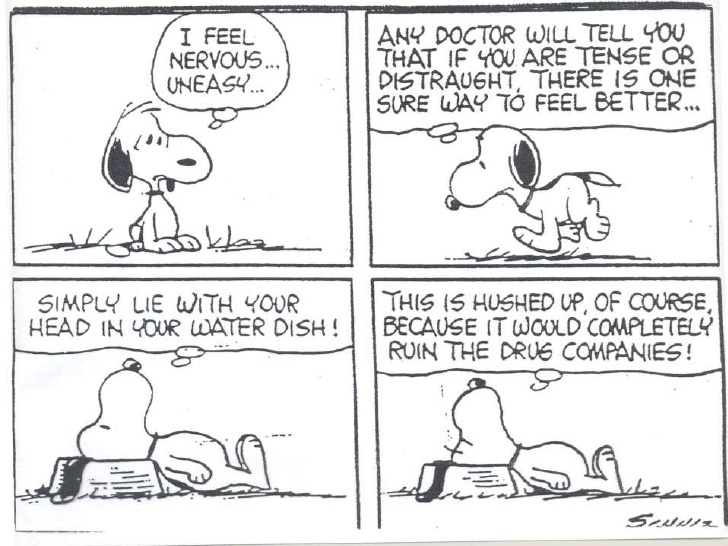 I FEEL
NERVOUS...
UNEASY...
ANY DOCTOR WILL TELL YOU
THAT IF YOU ARE TENSE OR
DISTRAUGHT, THERE IS ONE
SURE WAY TO FEEL BETTER...
SIMPLY LIE WITH YOUR
HEAD IN YOUR WATER DISH!
THIS IS HUSHED UP, OF COURSE,
BECAUSE IT WOULD COMPLETELY
RUIN THE DRUG COMPANIES!